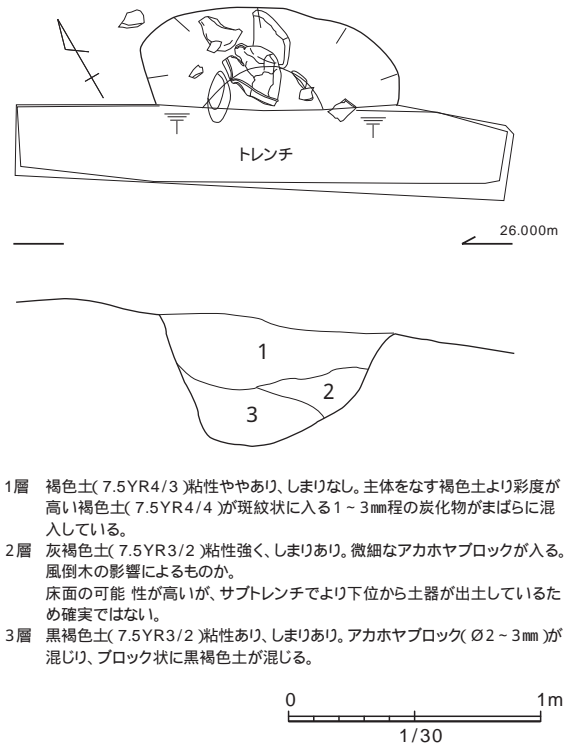 トレンチ
26.000m
1
2
3
1層 褐色土(7.5YR4/3)粘性ややあり、しまりなし。主体をなす褐色土より彩度が
高い褐色土(7.5YR4/4)が斑紋状に入る1~3㎜程の炭化物がまばらに混
入している。
2層 灰褐色土(7.5YR3/2)粘性強く、しまりあり。微細なアカホヤブロックが入る。
風倒木の影響によるものか。
床面の可能 性が高いが、サブトレンチでより下位から土器が出土しているた
め確実ではない。
3層 黒褐色土(7.5YR3/2)粘性あり、しまりあり。アカホヤブロック(Ø2~3㎜)が
混じり、ブロック状に黒褐色土が混じる。
0 1m
1/30